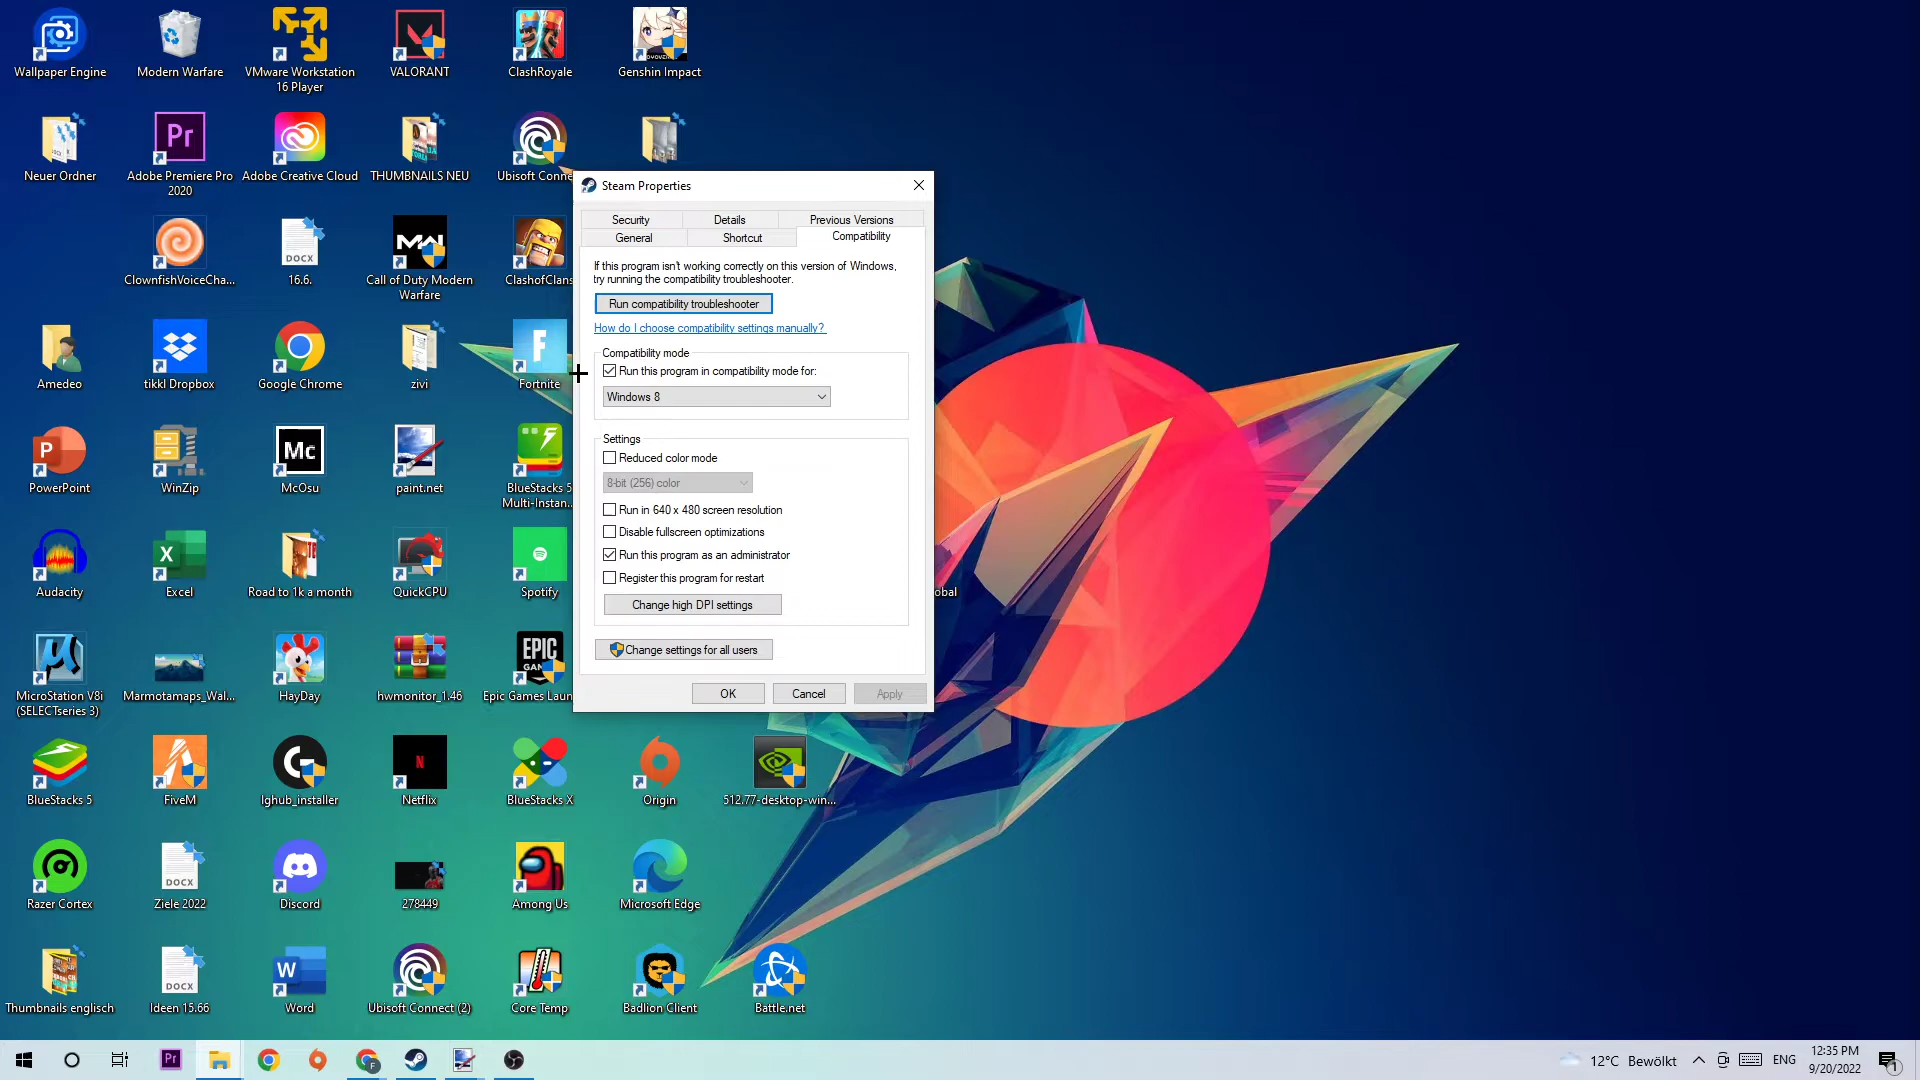 Wallpaper Engine
Modern Warfare
VMware Workstation
16 Player
VALORANT
ClashRoyale
Genshin Impact
Neuer Ordner
Pr
Adobe Premiere Pro
2020
Adobe Creative Cloud
THUMBNAILS NEU
Ubisoft Conne
ClownfishVoiceCha...
DOCX
16.6.
Call of Duty Modern
Warfare
ClashofClans
Amedeo
tikkl Dropbox
Google Chrome
zivi
Fortnite
PowerPoint
WinZip
Mc
McOsu
paint.net
BlueStacks 5
Multi-Instan...
Audacity
Excel
Road to 1k a month
QuickCPU
Spotify
obal
MicroStation V8i
(SELECTseries 3)
Marmotamaps_Wal...
HayDay
hwmonitor_1.46
EPIC
Epic Games Laun
BlueStacks 5
FiveM
lghub_installer
Netflix
BlueStacks X
Origin
512.77-desktop-win...
Razer Cortex
DOCX
Ziele 2022
Discord
278449
Among Us
Microsoft Edge
Thumbnails englisch
DOCX
Ideen 15.66
Word
Ubisoft Connect (2)
Core Temp
Badlion Client
Battle.net
Steam Properties
Security
Details
Previous Versions
General
Shortcut
Compatibility
If this program isn't working correctly on this version of Windows,
try running the compatibility troubleshooter.
Run compatibility troubleshooter
How do I choose compatibility settings manually?
Compatibility mode
Run this program in compatibility mode for:
Windows 8
Settings
Reduced color mode
8-bit (256) color
Run in 640 x 480 screen resolution
Disable fullscreen optimizations
Run this program as an administrator
Register this program for restart
Change high DPI settings
Change settings for all users
OK
Cancel
Apply
Pr
12°C Bewölkt
ENG
12:35 PM
9/20/2022
1